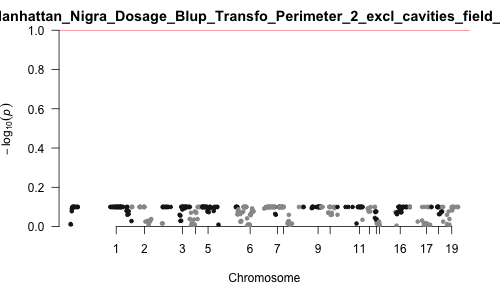 lanhattan_Nigra_Dosage_Blup_Transfo_Perimeter_2_excl_cavities_field_
1.0
0.8
0.6
0.4
0.2
0.0
− log10(p)
1 2 3 5 6 7 9 11 16 17 19
Chromosome